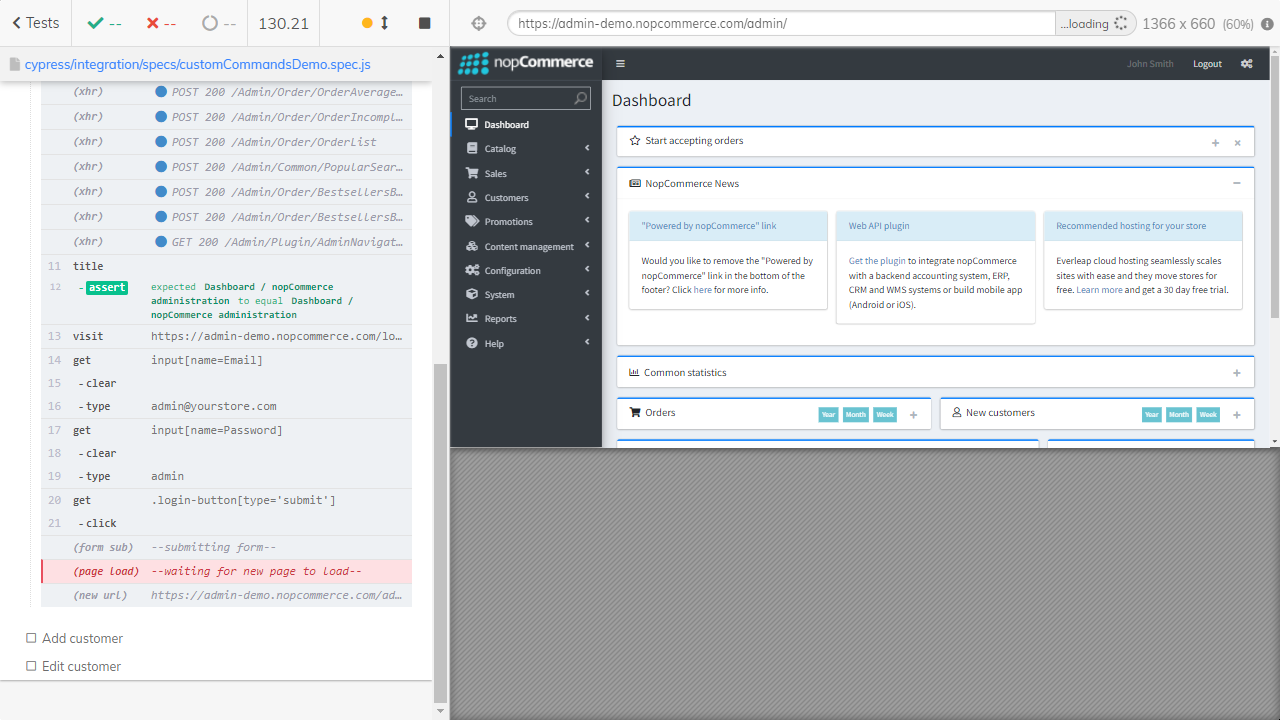 Tests
--
--
--
130.21
https://admin-demo.nopcommerce.com/admin/
...loading
1366 x 660 (60%)
cypress/integration/specs/customCommandsDemo.spec.js
(xhr) POST 200 /Admin/Order/OrderAverage…
(xhr) POST 200 /Admin/Order/OrderIncompl…
(xhr) POST 200 /Admin/Order/OrderList
(xhr) POST 200 /Admin/Common/PopularSear…
(xhr) POST 200 /Admin/Order/BestsellersB…
(xhr) POST 200 /Admin/Order/BestsellersB…
(xhr) GET 200 /Admin/Plugin/AdminNavigat…
11 title
12 -assert expected Dashboard / nopCommerce
administration to equal Dashboard /
nopCommerce administration
13 visit https://admin-demo.nopcommerce.com/lo…
14 get input[name=Email]
15 -clear
16 -type admin@yourstore.com
17 get input[name=Password]
18 -clear
19 -type admin
20 get .login-button[type='submit']
21 -click
(form sub) --submitting form--
(page load) --waiting for new page to load--
(new url) https://admin-demo.nopcommerce.com/ad…
Add customer
Edit customer
nopCommerce
John Smith
Logout
Search
Dashboard
Catalog
Sales
Customers
Promotions
Content management
Configuration
System
Reports
Help
Dashboard
Start accepting orders
NopCommerce News
"Powered by nopCommerce" link
Would you like to remove the "Powered by
nopCommerce" link in the bottom of the
footer? Click here for more info.
Web API plugin
Get the plugin to integrate nopCommerce
with a backend accounting system, ERP,
CRM and WMS systems or build mobile app
(Android or iOS).
Recommended hosting for your store
Everleap cloud hosting seamlessly scales
sites with ease and they move stores for
free. Learn more and get a 30 day free trial.
Common statistics
Orders
Year Month Week
New customers
Year Month Week